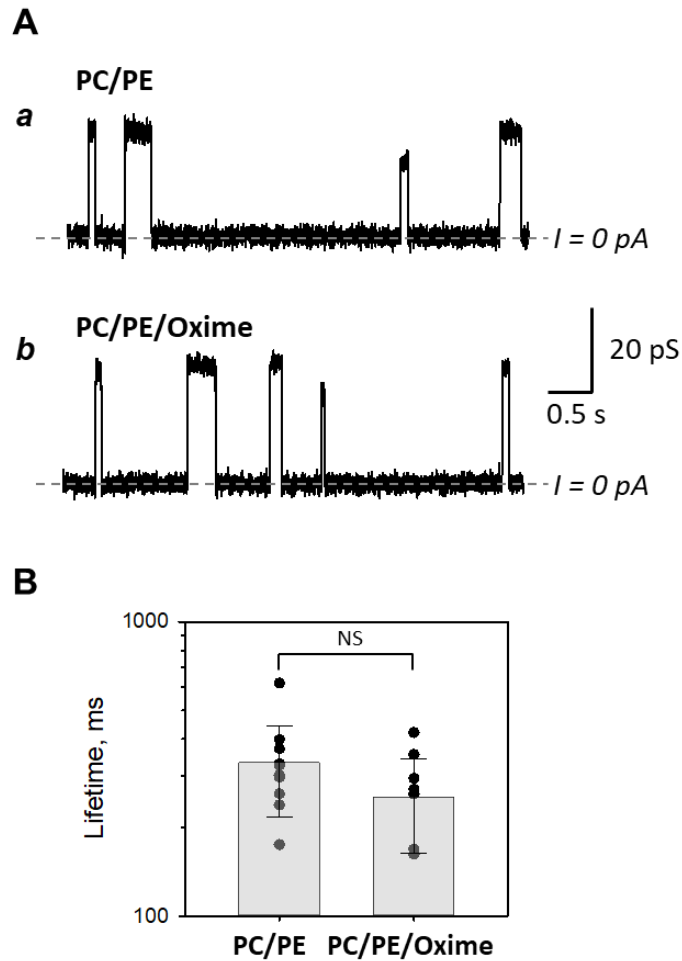 A
PC/PE
a
I = 0 pA
PC/PE/Oxime
b
20 pS
0.5 s
I = 0 pA
B
1000
NS
Lifetime, ms
100
PC/PE PC/PE/Oxime